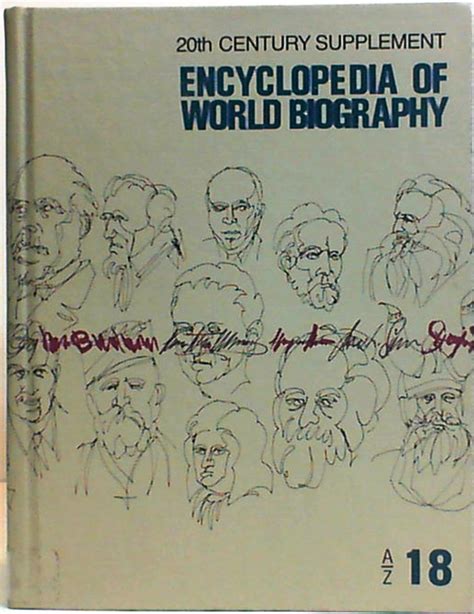 20th CENTURY SUPPLEMENT
ENCYCLOPEDIA OF
WORLD BIOGRAPHY
A
Z
18